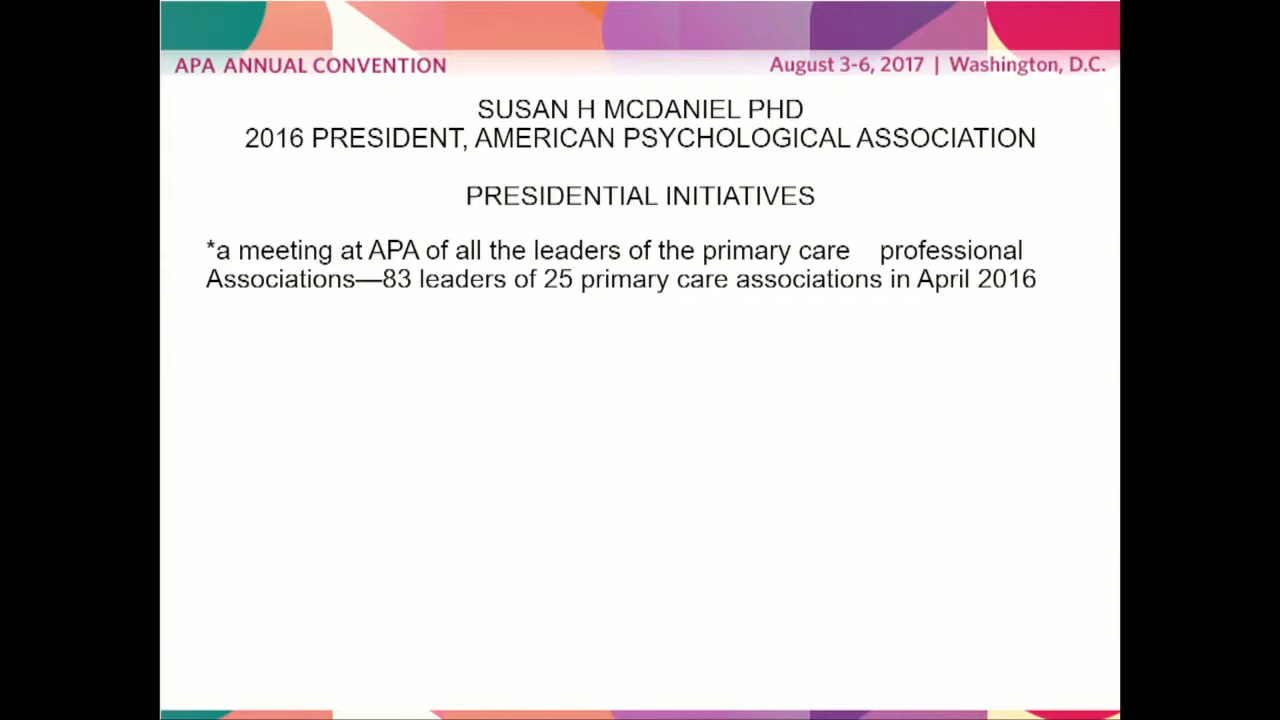 APA ANNUAL CONVENTION
August 3-6, 2017 | Washington, D.C.
SUSAN H MCDANIEL PHD
2016 PRESIDENT, AMERICAN PSYCHOLOGICAL ASSOCIATION
PRESIDENTIAL INITIATIVES
*a meeting at APA of all the leaders of the primary care professional
Associations—83 leaders of 25 primary care associations in April 2016